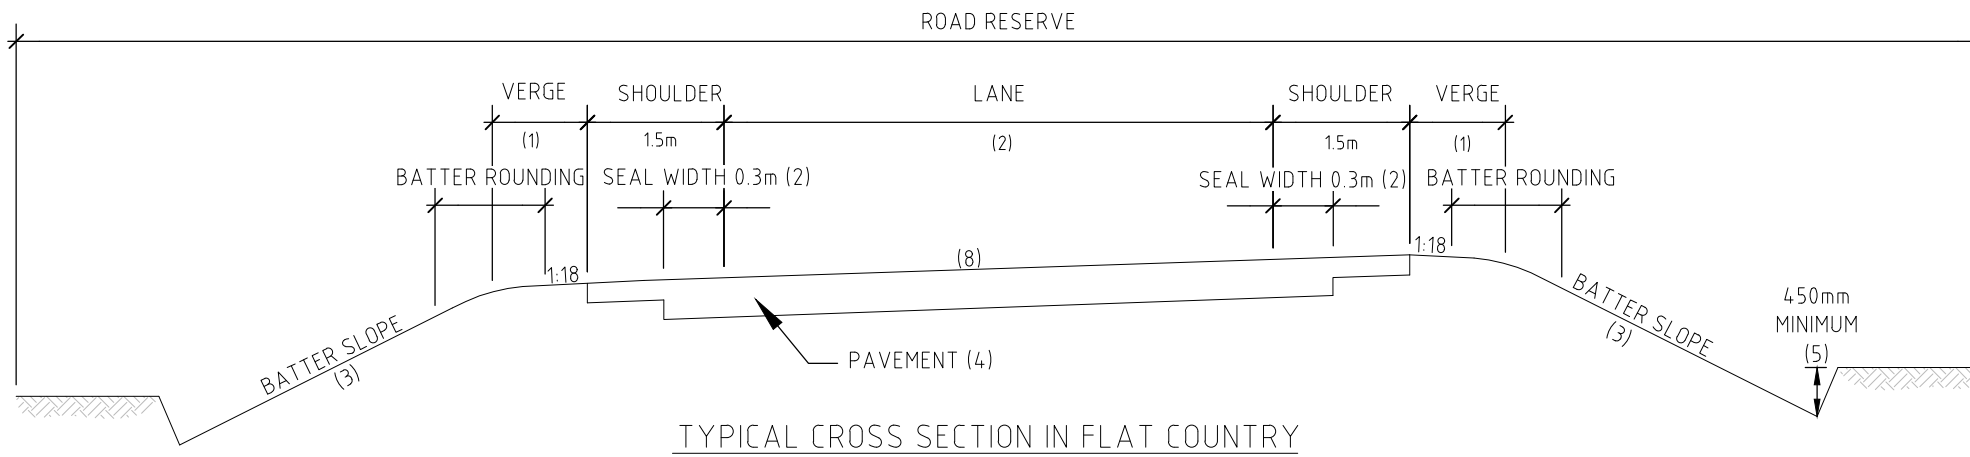 ROAD RESERVE
VERGE
SHOULDER
LANE
SHOULDER
VERGE
(1)
1.5m
(2)
1.5m
(1)
BATTER ROUNDING
SEAL WIDTH 0.3m (2)
SEAL WIDTH 0.3m (2)
BATTER ROUNDING
1:18
(8)
1:18
BATTER SLOPE
(3)
PAVEMENT (4)
BATTER SLOPE
(3)
450mm
MINIMUM
(5)
TYPICAL CROSS SECTION IN FLAT COUNTRY